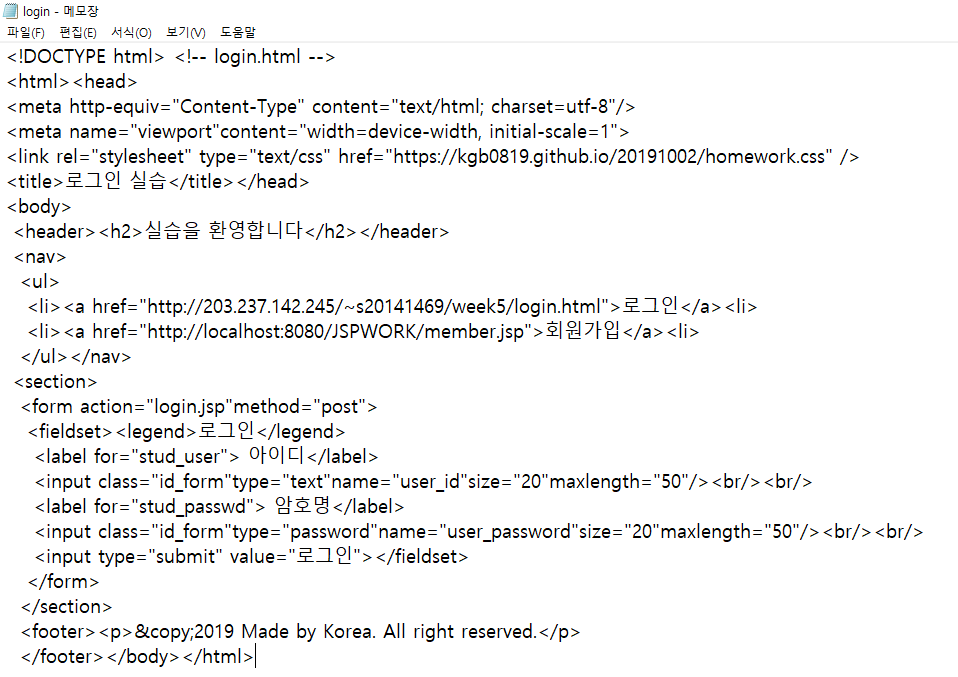 login - 메모장
파일(F) 편집(E) 서식(O) 보기(V) 도움말
<!DOCTYPE html> <!-- login.html -->
<html><head>
<meta http-equiv="Content-Type" content="text/html; charset=utf-8"/>
<meta name="viewport"content="width=device-width, initial-scale=1">
<link rel="stylesheet" type="text/css" href="https://kgb0819.github.io/20191002/homework.css" />
<title>로그인 실습</title></head>
<body>
<header><h2>실습을 환영합니다</h2></header>
<nav>
<ul>
<li><a href="http://203.237.142.245/~s20141469/week5/login.html">로그인</a><li>
<li><a href="http://localhost:8080/JSPWORK/member.jsp">회원가입</a><li>
</ul></nav>
<section>
<form action="login.jsp"method="post">
<fieldset><legend>로그인</legend>
<label for="stud_user"> 아이디</label>
<input class="id_form"type="text"name="user_id"size="20"maxlength="50"/><br/><br/>
<label for="stud_passwd"> 암호명</label>
<input class="id_form"type="password"name="user_password"size="20"maxlength="50"/><br/><br/>
<input type="submit" value="로그인"></fieldset>
</form>
</section>
<footer><p>&copy;2019 Made by Korea. All right reserved.</p>
</footer></body></html>